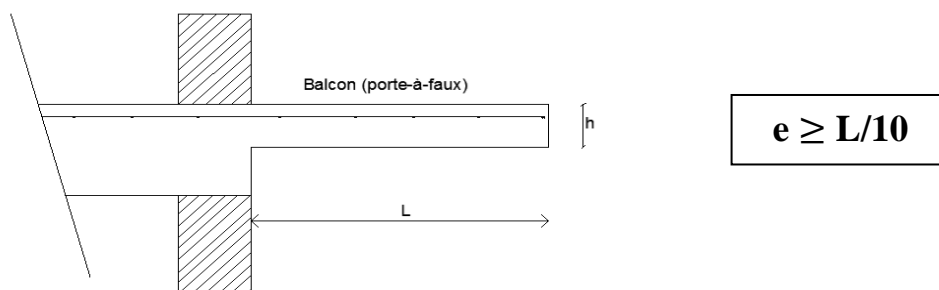 Balcon (porte-à-faux)
h
e ≥ L/10
L